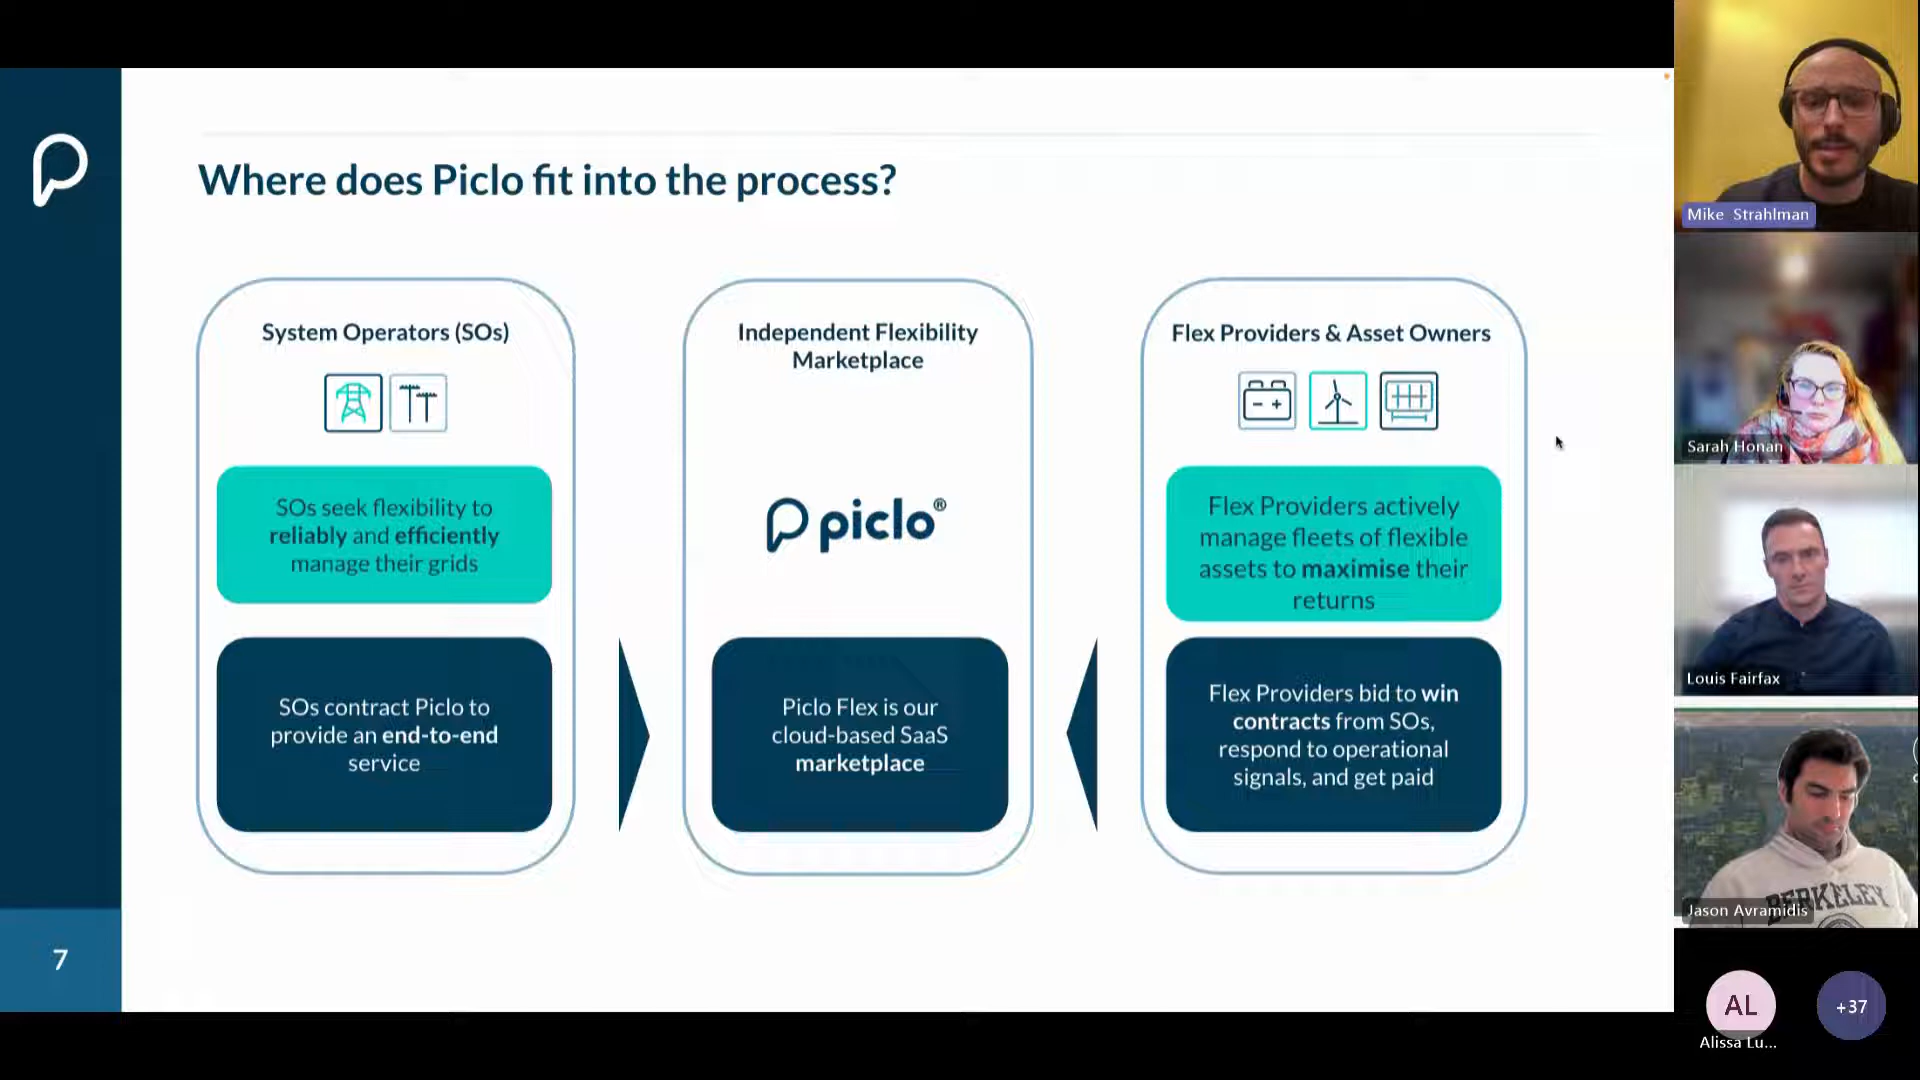 Where does Piclo fit into the process?
System Operators (SOs)
SOs seek flexibility to
reliably and efficiently
manage their grids
SOs contract Piclo to
provide an end-to-end
service
Independent Flexibility
Marketplace
piclo®
Piclo Flex is our
cloud-based SaaS
marketplace
Flex Providers & Asset Owners
Flex Providers actively
manage fleets of flexible
assets to maximise their
returns
Flex Providers bid to win
contracts from SOs,
respond to operational
signals, and get paid
7
Mike Strahlman
Sarah Honan
Louis Fairfax
BERKELEY
Jason Avramidis
AL
Alissa Lu...
+37